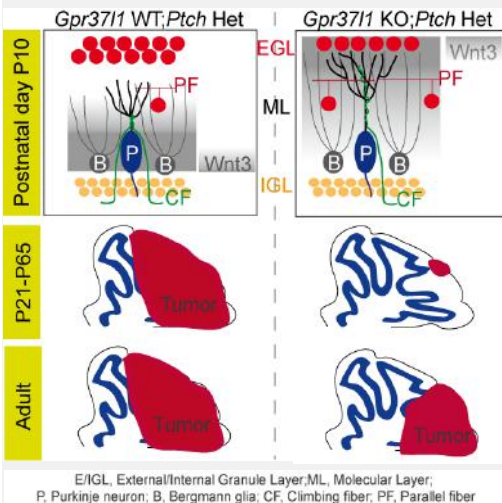 Gpr37l1 WT;Ptch Het
Gpr37l1 KO;Ptch Het
Postnatal day P10
EGL
PF
ML
P
B
B
Wnt3
IGL
CF
Wnt3
PF
P
B
B
CF
P21-P65
Tumor
Adult
Tumor
Tumor
E/IGL, External/Internal Granule Layer;ML, Molecular Layer;
P, Purkinje neuron; B, Bergmann glia; CF, Climbing fiber; PF, Parallel fiber